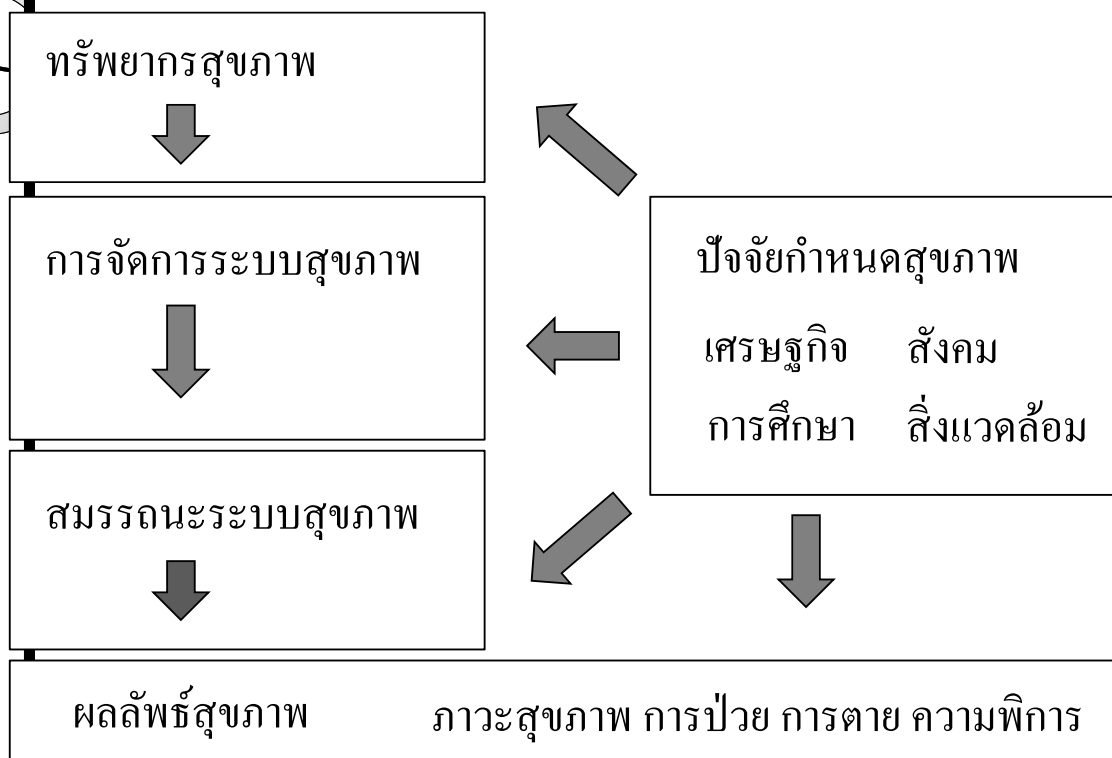 ทรัพยากรสุขภาพ
การจัดการระบบสุขภาพ
สมรรถนะระบบสุขภาพ
ปัจจัยกำหนดสุขภาพ
เศรษฐกิจ สังคม
การศึกษา สิ่งแวดล้อม
ผลลัพธ์สุขภาพ ภาวะสุขภาพ การป่วย การตาย ความพิการ